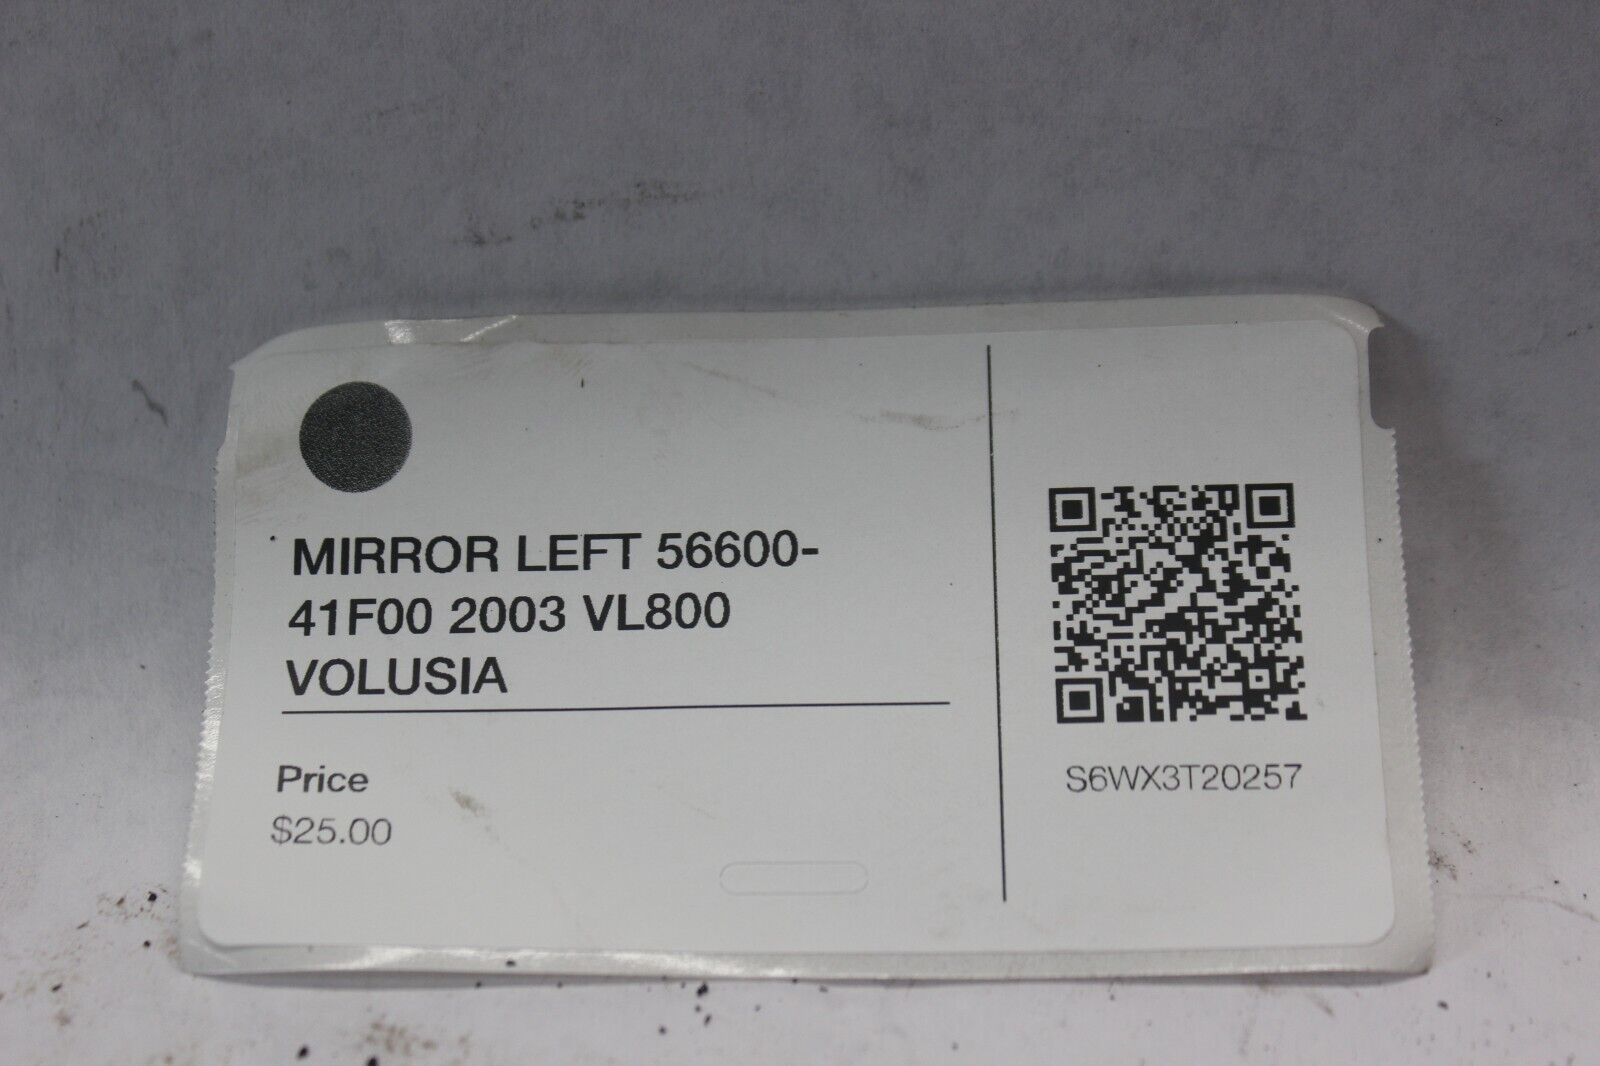 MIRROR LEFT 56600-
41F00 2003 VL800
VOLUSIA
Price
$25.00
S6WX3T20257